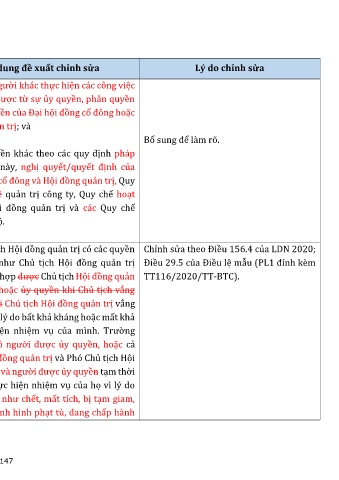 dung đề xuất chỉnh sửa
Lý do chỉnh sửa
người khác thực hiện các công việc
được từ sự ủy quyền, phân quyền
yền của Đại hội đồng cổ đông hoặc
n trị; và
yền khác theo các quy định pháp
này, nghị quyết/quyết định của
cổ đông và Hội đồng quản trị, Quy
ề quản trị công ty, Quy chế hoạt
i đồng quản trị và các Quy chế
ộ.
Bổ sung để làm rõ.
ch Hội đồng quản trị có các quyền
như Chủ tịch Hội đồng quản trị
hợp được Chủ tịch Hội đồng quản
hoặc ủy quyền khi Chủ tịch vắng
i Chủ tịch Hội đồng quản trị vắng
lý do bất khả kháng hoặc mất khả
iện nhiệm vụ của mình. Trường
ó người được ủy quyền, hoặc cả
đồng quản trị và Phó Chủ tịch Hội
và người được ủy quyền tạm thời
ực hiện nhiệm vụ của họ vì lý do
như chết, mất tích, bị tạm giam,
nh hình phạt tù, đang chấp hành
Chỉnh sửa theo Điều 156.4 của LDN 2020;
Điều 29.5 của Điều lệ mẫu (PL1 đính kèm
TT116/2020/TT-BTC).
147